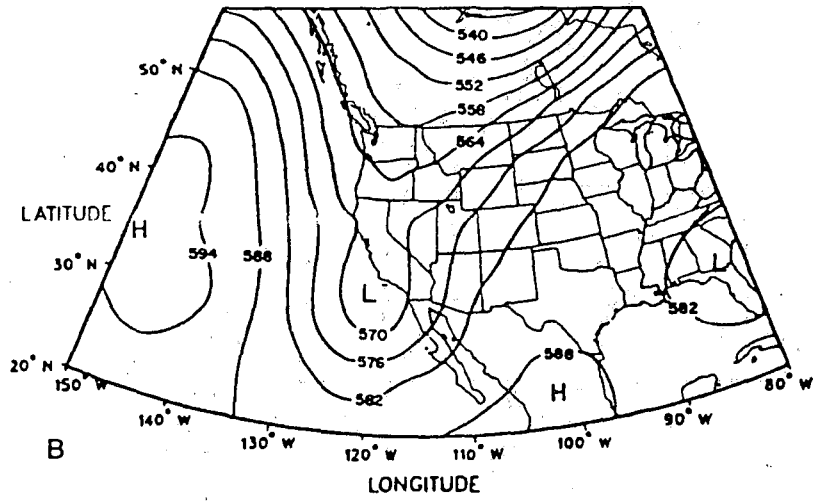 540
546
50° N
552
558
564
40° N
LATITUDE
H
594
588
30° N
L
L
582
570
588
576
20° N
150° W
582
H
80° W
140° W
90° W
130° W
100° W
120° W
110° W
B
LONGITUDE